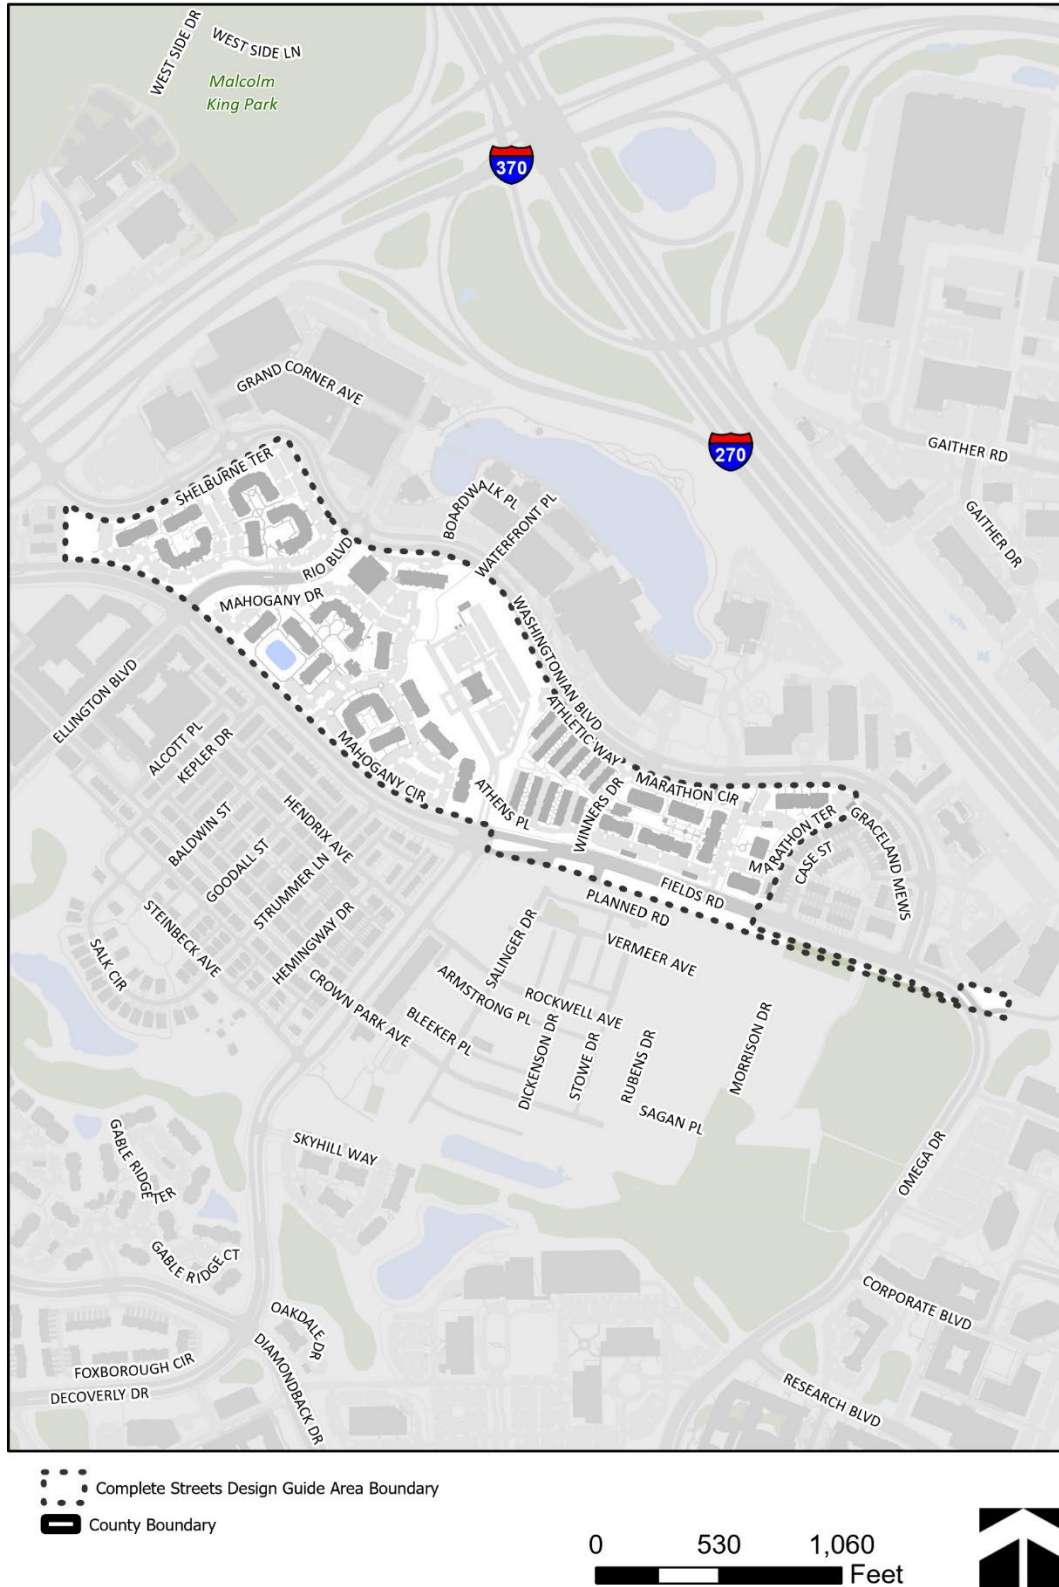 WEST SIDE DR
WEST SIDE LN
Malcolm
King Park
370
GRAND CORNER AVE
270
GAITHER RD
GAITHER DR
SHELBURNE TER
BOARDWALK PL
WATERFRONT PL
RIO BLVD
MAHOGANY DR
WASHINGTONIAN BLVD
ELLINGTON BLVD
ALCOTT PL
KEPLER DR
MAHOGANY CIR
ATHLETIC WAY
ATHENS PL
WINNERS DR
MARATHON CIR
MARATHON TER
CASE ST
GRACELAND MEWS
BALDWIN ST
HENDRIX AVE
GOODALL ST
STRUMMER LN
FIELDS RD
PLANNED RD
STEINBECK AVE
HEMINGWAY DR
SALK CIR
CROWN PARK AVE
SALINGER DR
VERMEER AVE
ARMSTRONG PL
ROCKWELL AVE
BLEEKER PL
DICKENSON DR
STOWE DR
RUBENS DR
MORRISON DR
SAGAN PL
OMEGA DR
GABLE RIDGE TER
SKYHILL WAY
GABLE RIDGE CT
OAKDALE DR
CORPORATE BLVD
DIAMONDBACK DR
FOXBOROUGH CIR
DECOVERLY DR
RESEARCH BLVD
Complete Streets Design Guide Area Boundary
County Boundary
0 530 1,060
Feet